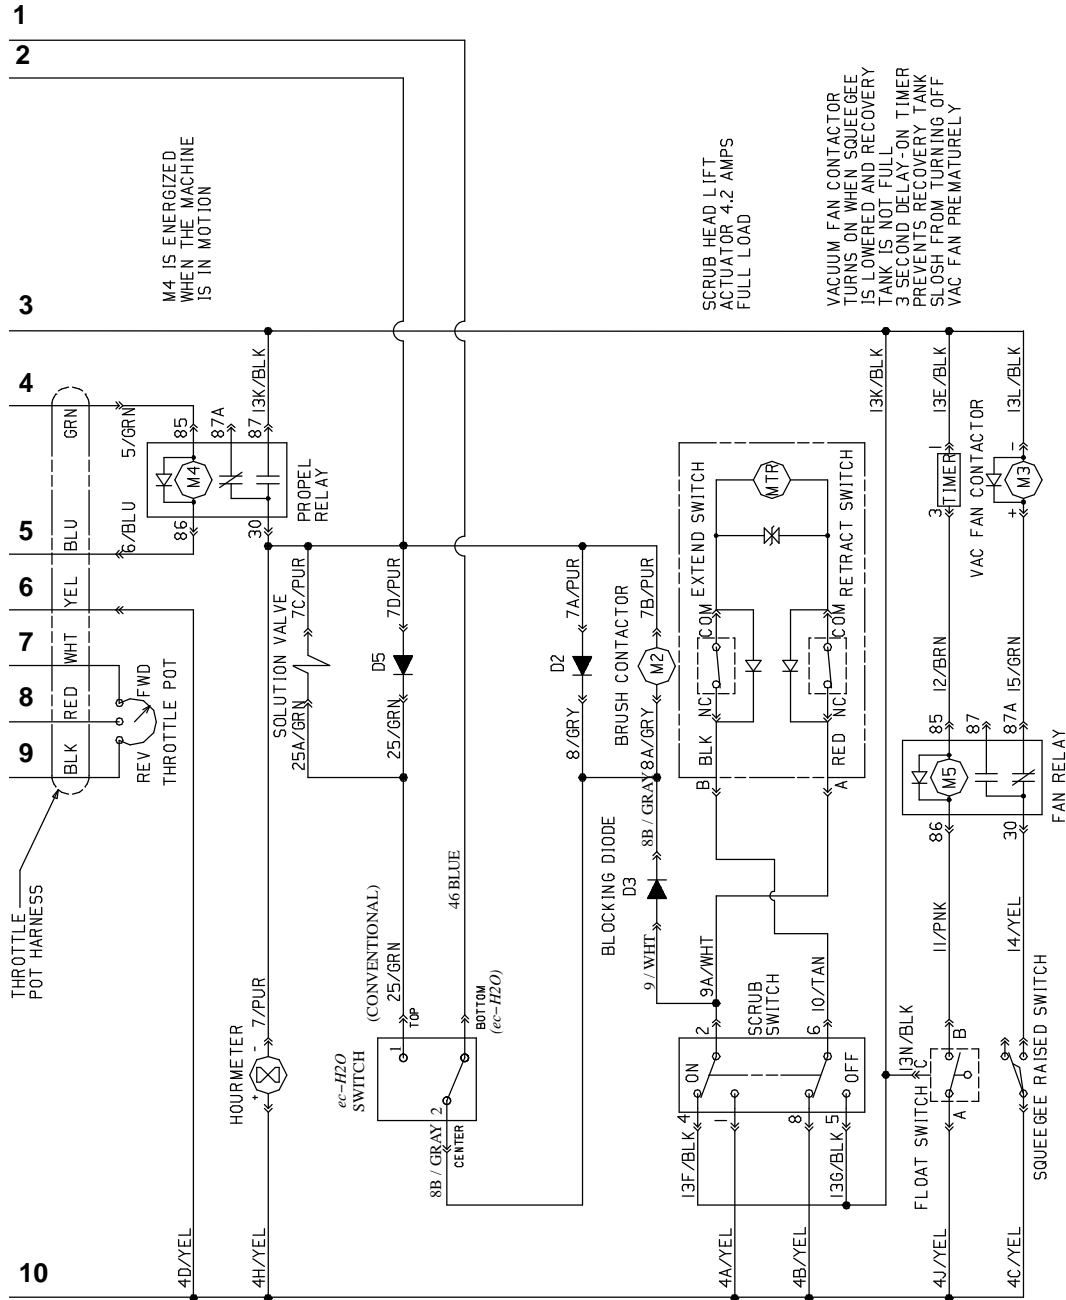 1
2
3
4
5
6
7
8
9
10
M4 IS ENERGIZED
WHEN THE MACHINE
IS IN MOTION
SCRUB HEAD LIFT
ACTUATOR 4.2 AMPS
FULL LOAD
VACUUM FAN CONTACTOR
TURNS ON WHEN SQUEEGEE
IS LOWERED AND RECOVERY
TANK IS NOT FULL
3 SECOND DELAY-ON TIMER
PREVENTS RECOVERY TANK
SLOSH FROM TURNING OFF
VAC FAN PREMATURELY
GRN
BLU
YEL
WHT
RED
BLK
5/GRN
6/BLU
85
87A
87
13K/BLK
M4
86
30
PROPEL
RELAY
FWD
REV
THROTTLE POT
THROTTLE
POT HARNESS
SOLUTION VALVE
7C/PUR
25A/GRN
7D/PUR
D5
25/GRN
7A/PUR
D2
8/GRY
BRUSH CONTACTOR
7B/PUR
M2
8A/GRY
8B / GRAY
BLOCKING DIODE
D3
9 / WHT
EXTEND SWITCH
MTR
RETRACT SWITCH
COM
COM
NC
NC
BLK
RED
B
A
13K/BLK
13E/BLK
13L/BLK
1
TIMER
3
-
M3
+
VAC FAN CONTACTOR
12/BRN
15/GRN
85
87
87A
M5
86
30
FAN RELAY
11/PNK
14/YEL
(CONVENTIONAL)
25/GRN
46 BLUE
1
TOP
BOTTOM
(ec-H2O)
ec-H2O
SWITCH
2
CENTER
8B / GRAY
HOURMETER
7/PUR
-
+
9A/WHT
10/TAN
SCRUB
SWITCH
2
6
ON
OFF
4
1
8
5
13F/BLK
13G/BLK
13N/BLK
FLOAT SWITCH
C
B
A
SQUEEGEE RAISED SWITCH
4D/YEL
4H/YEL
4A/YEL
4B/YEL
4J/YEL
4C/YEL